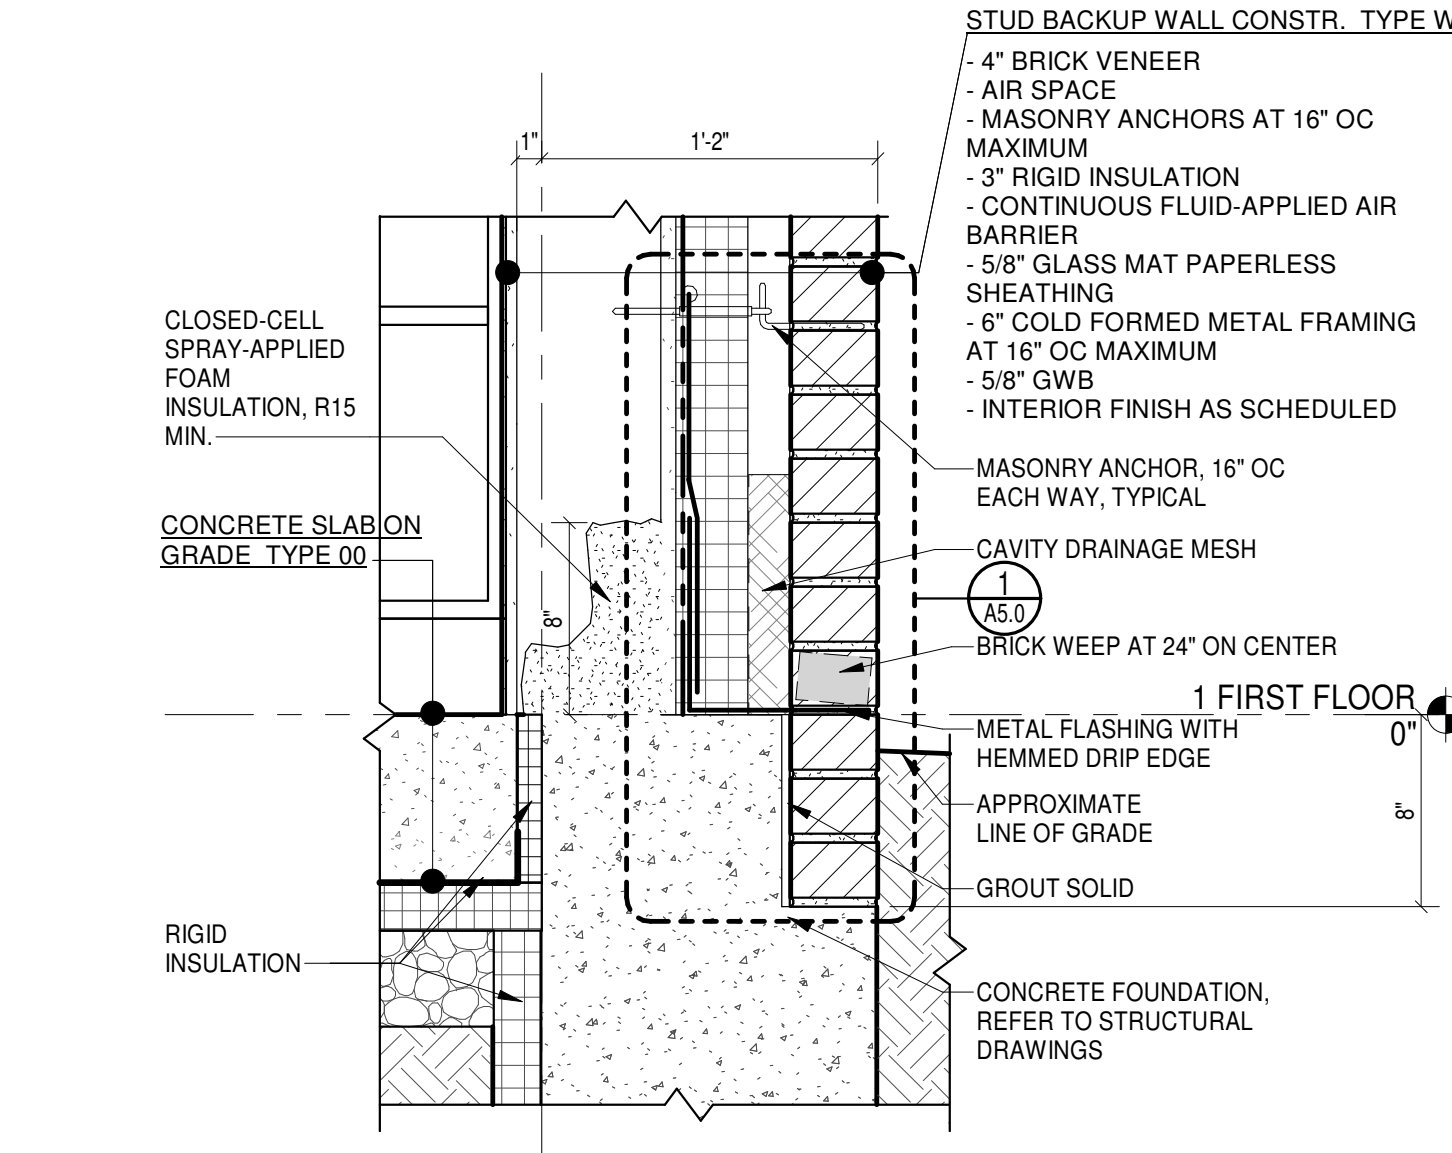 STUD BACKUP WALL CONSTR. TYPE W
- 4" BRICK VENEER
- AIR SPACE
- MASONRY ANCHORS AT 16" OC
MAXIMUM
- 3" RIGID INSULATION
- CONTINUOUS FLUID-APPLIED AIR
BARRIER
- 5/8" GLASS MAT PAPERLESS
SHEATHING
- 6" COLD FORMED METAL FRAMING
AT 16" OC MAXIMUM
- 5/8" GWB
- INTERIOR FINISH AS SCHEDULED
1"
1'-2"
CLOSED-CELL
SPRAY-APPLIED
FOAM
INSULATION, R15
MIN.
CONCRETE SLAB ON
GRADE TYPE 00
8"
MASONRY ANCHOR, 16" OC
EACH WAY, TYPICAL
CAVITY DRAINAGE MESH
1
A5.0
BRICK WEEP AT 24" ON CENTER
1 FIRST FLOOR
0"
METAL FLASHING WITH
HEMMED DRIP EDGE
APPROXIMATE
LINE OF GRADE
8"
GROUT SOLID
RIGID
INSULATION
CONCRETE FOUNDATION,
REFER TO STRUCTURAL
DRAWINGS